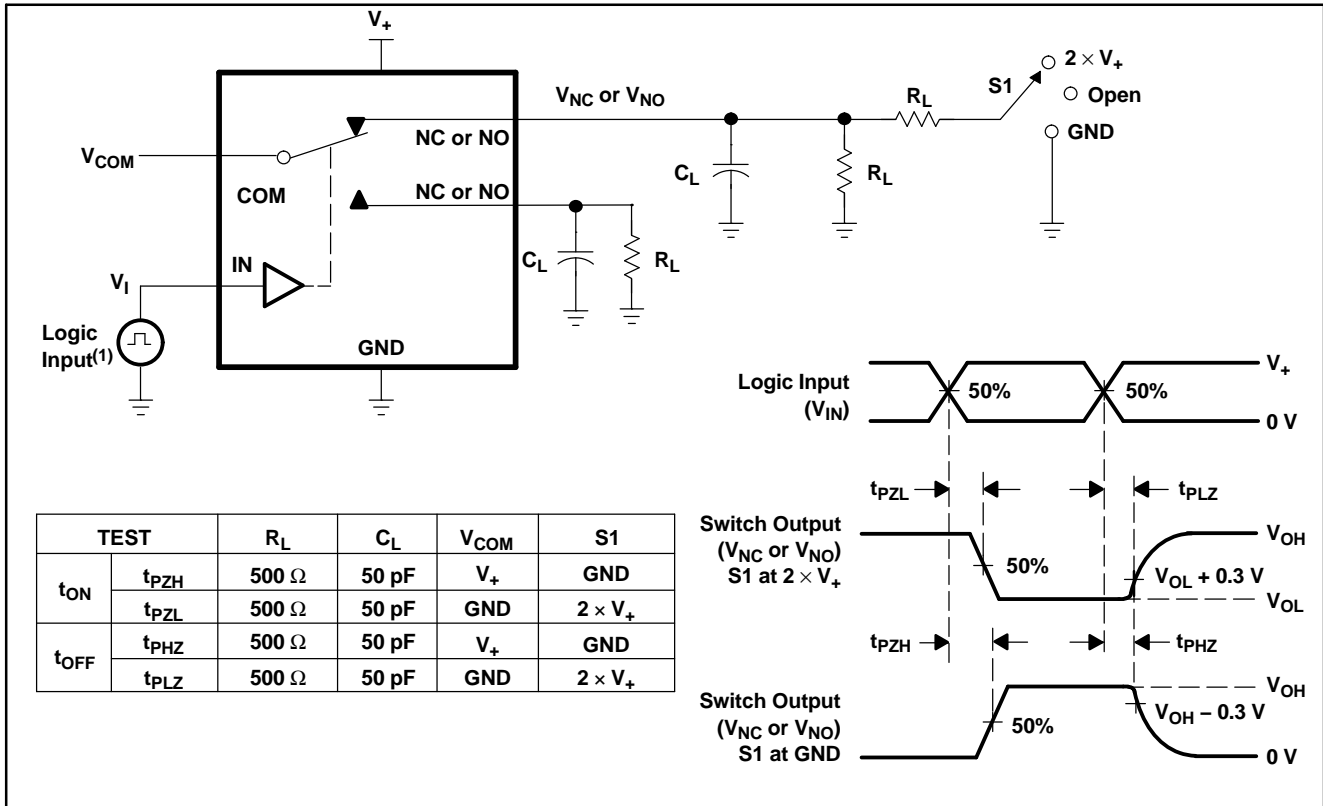 V+
VNC or VNO
NC or NO
VCOM
COM
NC or NO
IN
VI
Logic
Input(1)
GND
CL
RL
CL
RL
RL
S1
2 × V+
Open
GND
Logic Input
(VIN)
50%
50%
V+
0 V
tPZL
tPLZ
Switch Output
(VNC or VNO)
S1 at 2 × V+
50%
VOH
VOL + 0.3 V
VOL
tPZH
tPHZ
Switch Output
(VNC or VNO)
S1 at GND
50%
VOH
VOH – 0.3 V
0 V
TEST RL CL VCOM S1
tON tPZH 500 Ω 50 pF V+ GND
tPZL 500 Ω 50 pF GND 2 × V+
tOFF tPHZ 500 Ω 50 pF V+ GND
tPLZ 500 Ω 50 pF GND 2 × V+